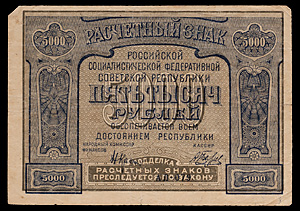 РАСЧЕТНЫЙ ЗНАК
5000 5000
РОССИЙСКОЙ
СОЦИАЛИСТИЧЕСКОЙ ФЕДЕРАТИВНОЙ
СОВЕТСКОЙ РЕСПУБЛИКИ
ПЯТЬ ТЫСЯЧ
РУБЛЕЙ
ОБЕСПЕЧИВАЕТСЯ ВСЕМ
ДОСТОЯНИЕМ РЕСПУБЛИКИ
НАРОДНЫЙ КОМИССАР
ФИНАНСОВ
КАССИР
ПОДДЕЛКА
РАСЧЕТНЫХ ЗНАКОВ
ПРЕСЛЕДУЕТСЯ ПО ЗАКОНУ
5000 5000